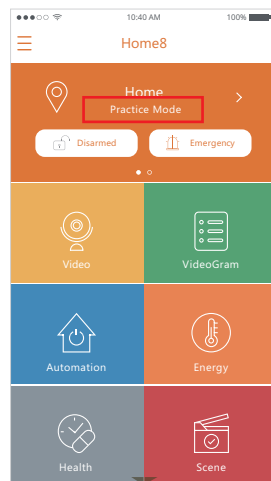 10:40 AM 100%
Home8
Home
Practice Mode
Disarmed Emergency
Video VideoGram
Automation Energy
Health Scene